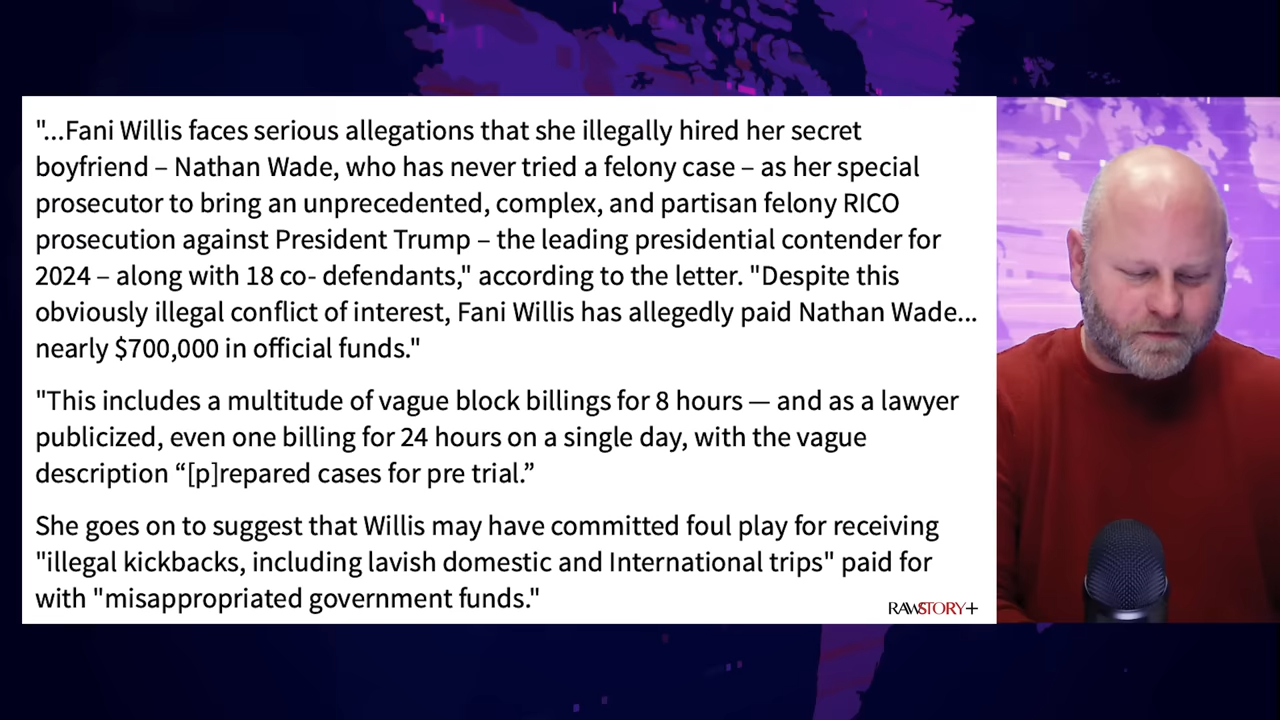 "...Fani Willis faces serious allegations that she illegally hired her secret
boyfriend – Nathan Wade, who has never tried a felony case – as her special
prosecutor to bring an unprecedented, complex, and partisan felony RICO
prosecution against President Trump – the leading presidential contender for
2024 – along with 18 co- defendants," according to the letter. "Despite this
obviously illegal conflict of interest, Fani Willis has allegedly paid Nathan Wade...
nearly $700,000 in official funds."
"This includes a multitude of vague block billings for 8 hours — and as a lawyer
publicized, even one billing for 24 hours on a single day, with the vague
description “[p]repared cases for pre trial.”
She goes on to suggest that Willis may have committed foul play for receiving
"illegal kickbacks, including lavish domestic and International trips" paid for
with "misappropriated government funds."
RAWSTORY+